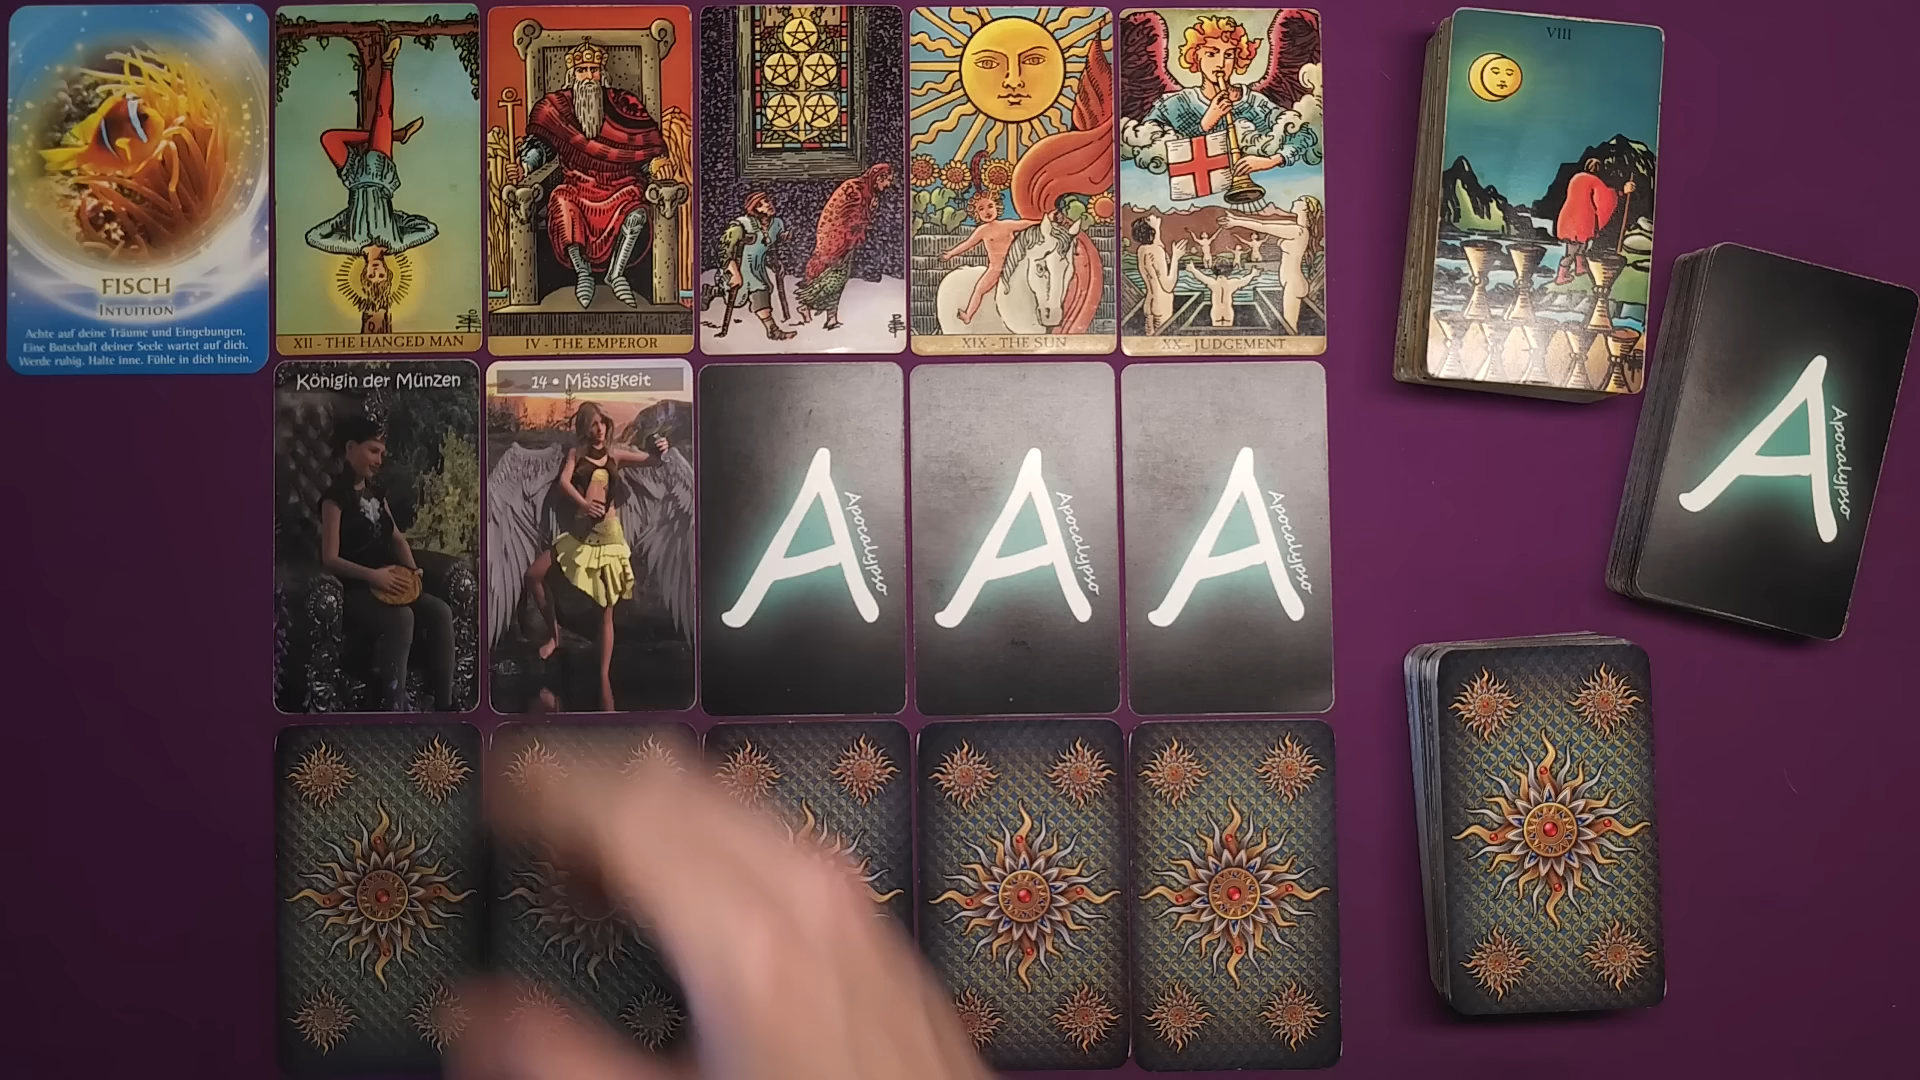 FISCH
INTUITION
Achte auf deine Träume und Eingebungen.
Eine Botschaft deiner Seele wartet auf dich.
Werde ruhig. Halte inne. Fühle in dich hinein.
XII - THE HANGED MAN
IV - THE EMPEROR
V
XIX - THE SUN
XX - JUDGEMENT
VIII
Königin der Münzen
14 • Mässigkeit
A
Apocalypso
A
Apocalypso
A
Apocalypso
A
Apocalypso